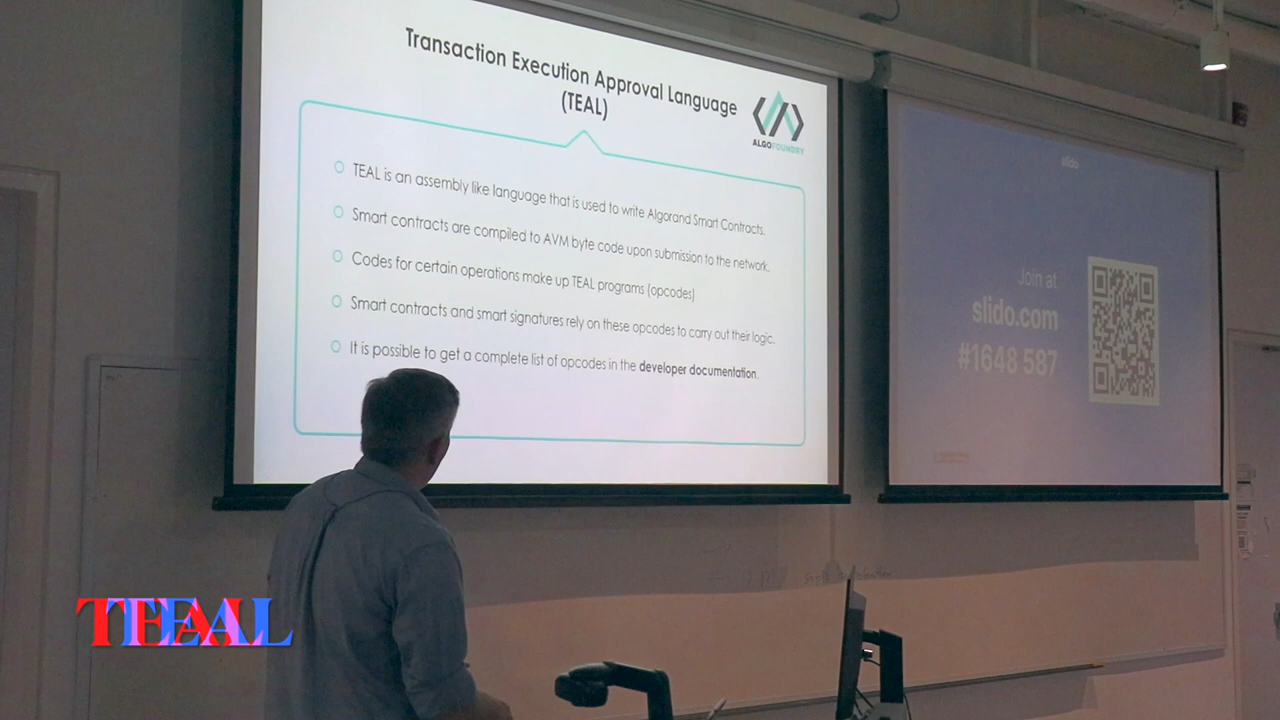 Transaction Execution Approval Language
(TEAL)
ALGOFOUNDRY
TEAL is an assembly like language that is used to write Algorand Smart Contracts.
Smart contracts are compiled to AVM byte code upon submission to the network.
Codes for certain operations make up TEAL programs (opcodes)
Smart contracts and smart signatures rely on these opcodes to carry out their logic.
It is possible to get a complete list of opcodes in the developer documentation.
slido
Join at
slido.com
#1648 587
TEAL